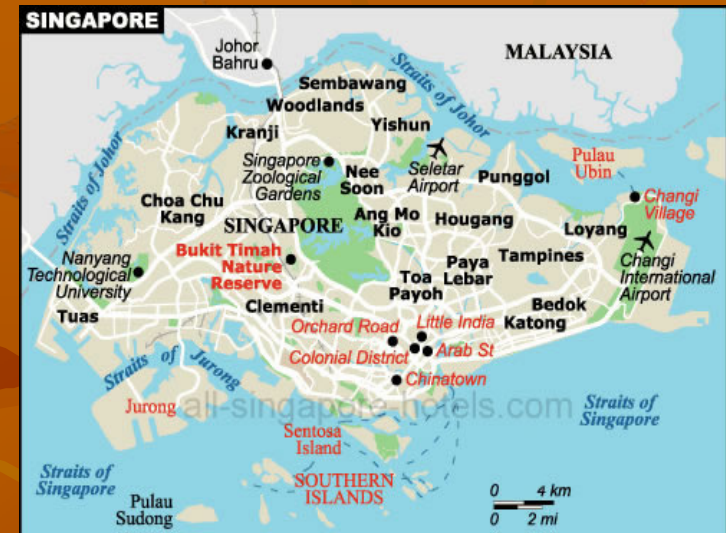 SINGAPORE
Johor
Bahru
MALAYSIA
Sembawang
Woodlands
Straits of Johor
Yishun
Kranji
Straits of Johor
Singapore
Zoological
Gardens
Nee
Soon
Seletar
Airport
Punggol
Pulau
Ubin
Changi
Village
Choa Chu
Kang
SINGAPORE
Ang Mo
Kio
Hougang
Loyang
Bukit Timah
Nature
Reserve
Nanyang
Technological
University
Paya
Lebar
Tampines
Changi
International
Airport
Toa
Payoh
Tuas
Clementi
Bedok
Katong
Orchard Road
Little India
Colonial District
Arab St
Straits of Jurong
Chinatown
Jurong
all-singapore-hotels.com
Straits of
Singapore
Sentosa
Island
Straits of
Singapore
SOUTHERN
ISLANDS
Pulau
Sudong
0 4 km
0 2 mi